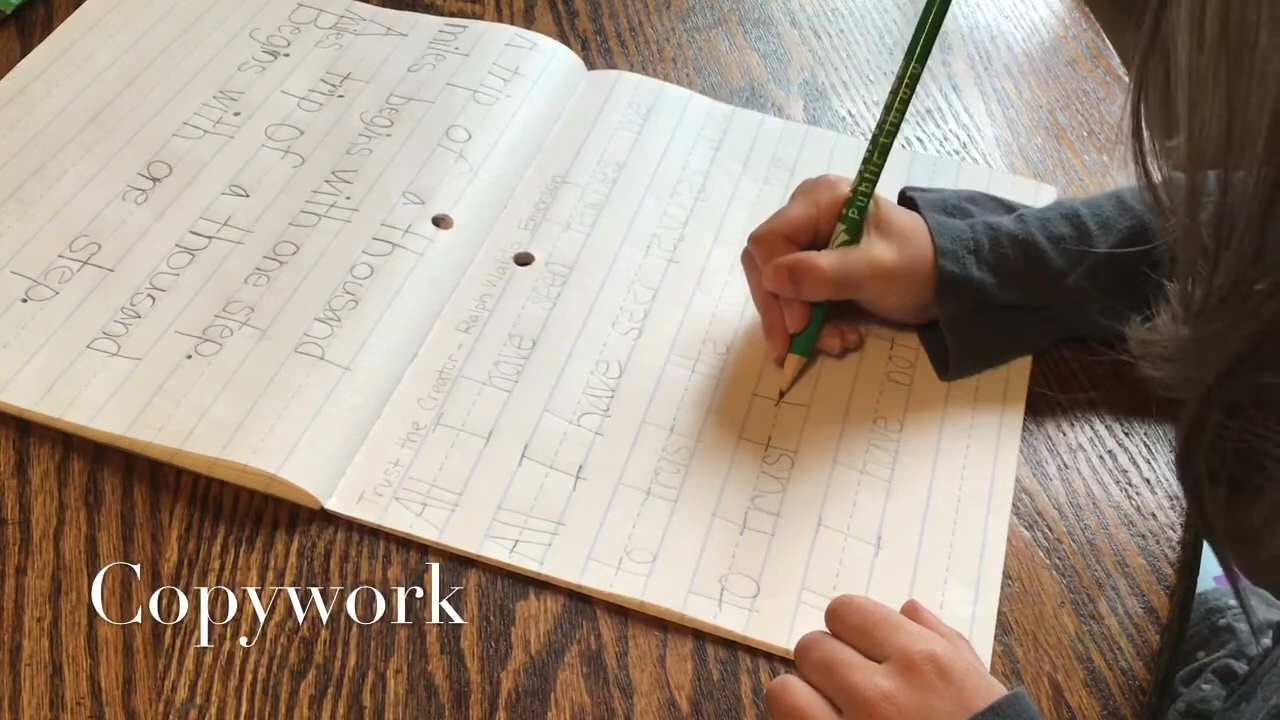 A trip of a thousand
miles begins with one step.
A trip of a thousand
Miles
Begins with one step.
Trust the Creator - Ralph Waldo Emerson
All I have seen teaches me
All I have seen teaches me
to trust the
To Trust t
I have not
Public Library
Copywork